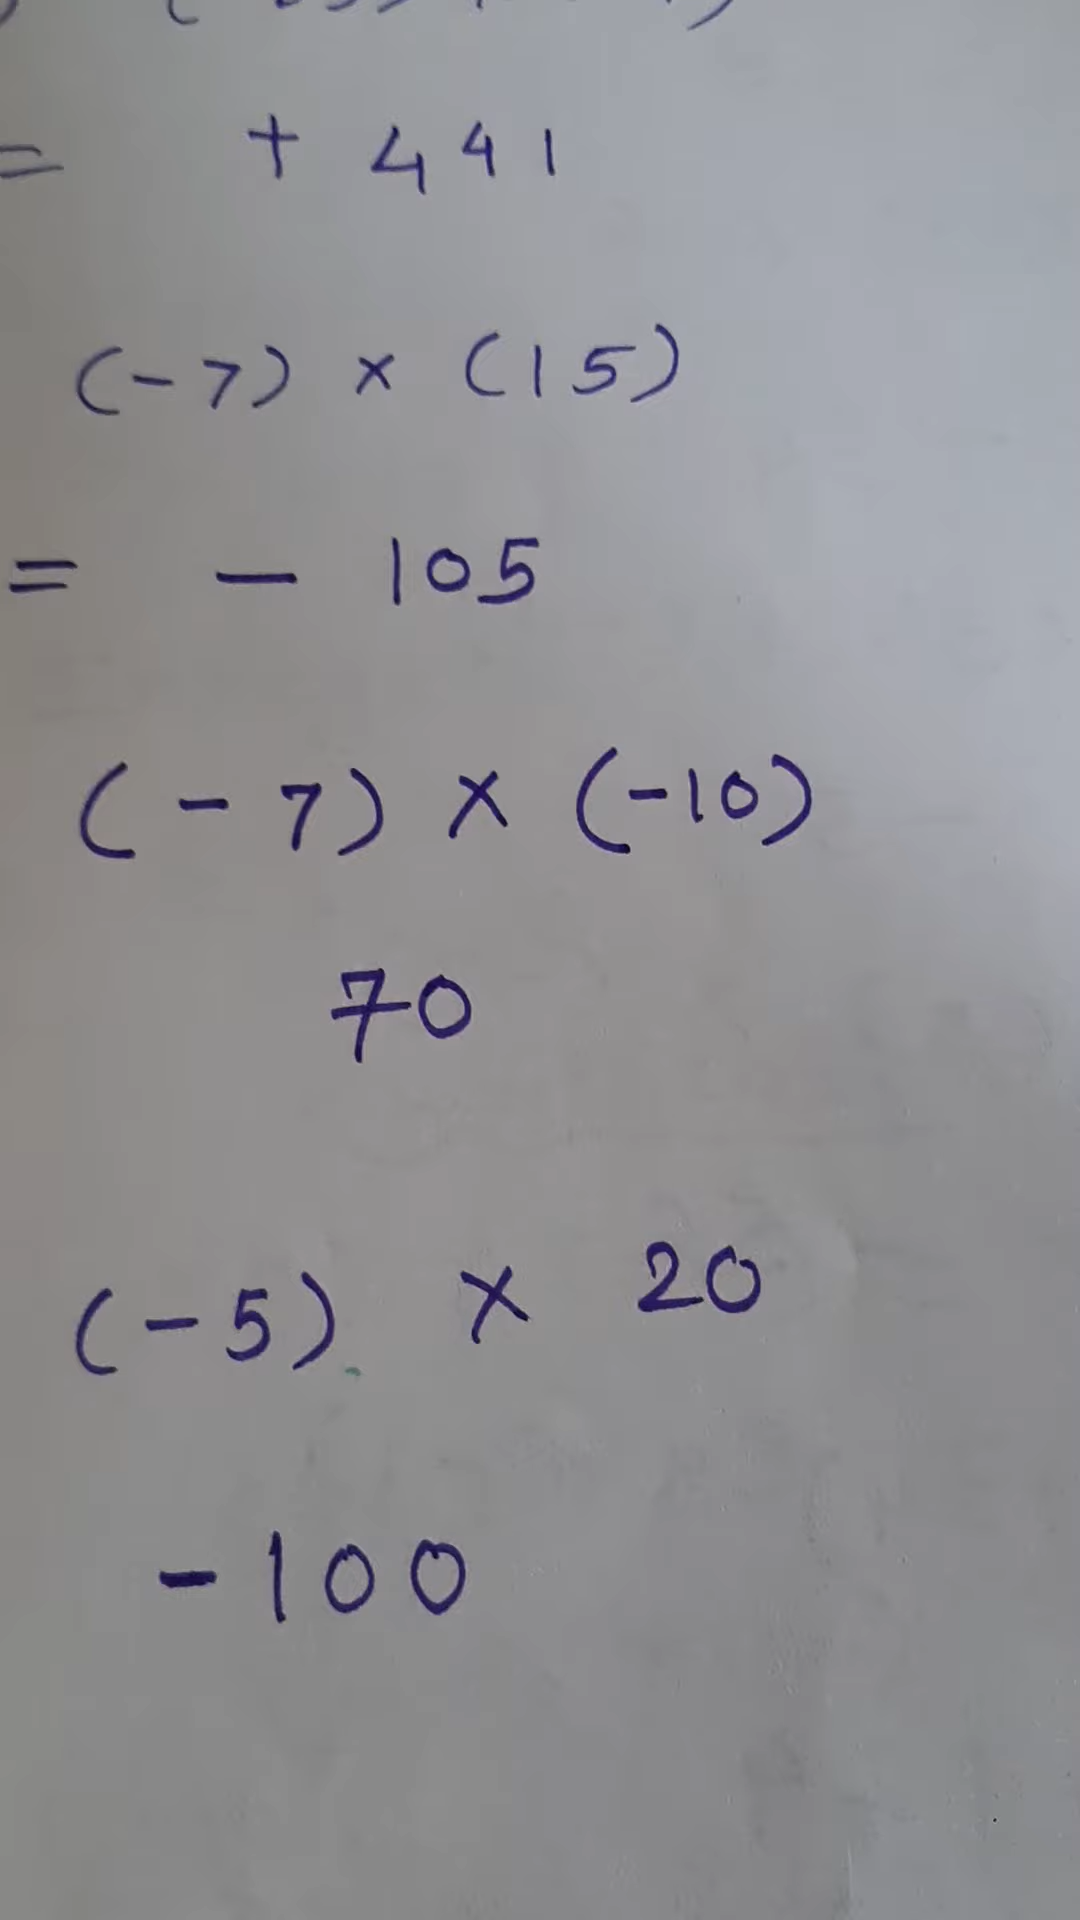 = + 441
(-7) × (15)
= - 105
(-7) × (-10)
70
(-5) × 20
-100